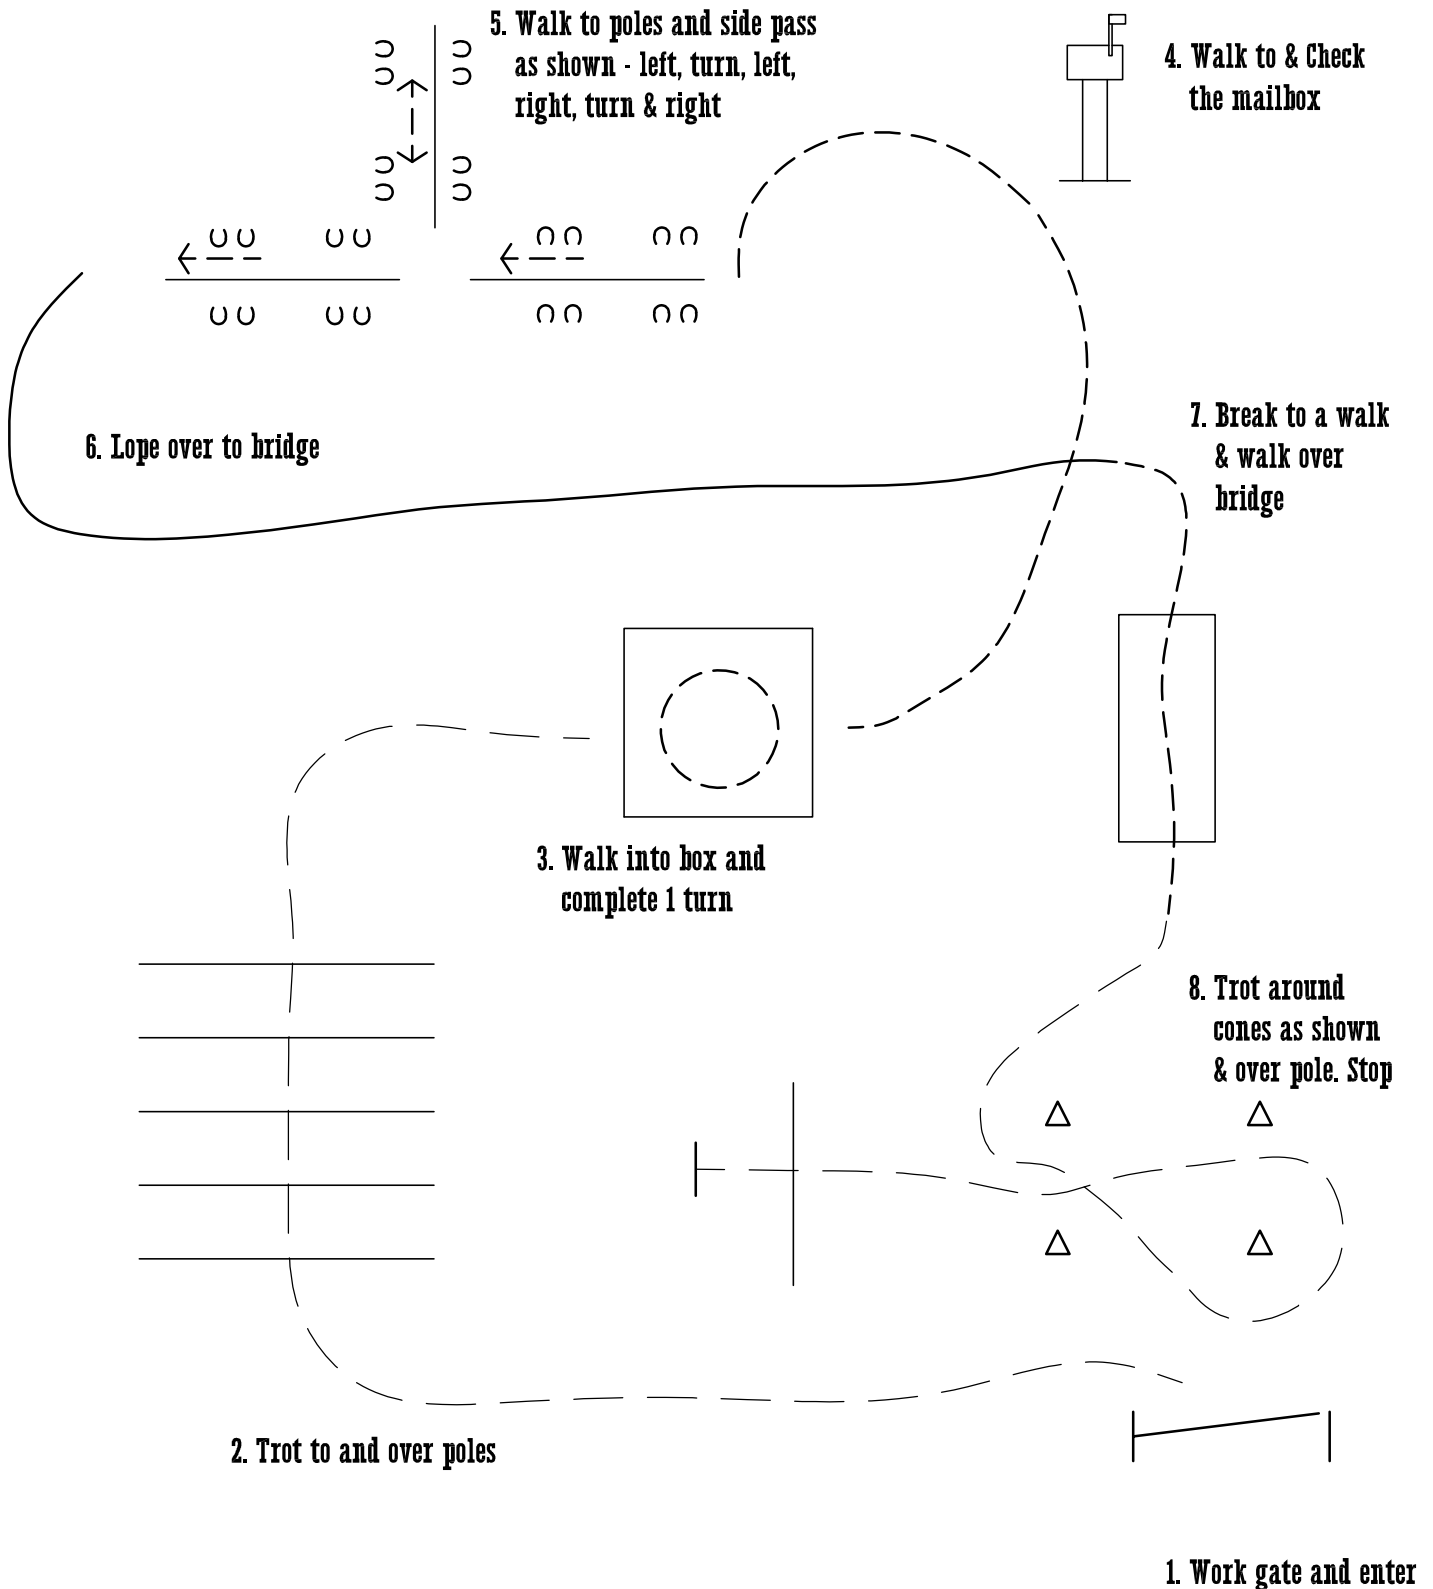 5. Walk to poles and side pass
as shown - left, turn, left,
right, turn & right
4. Walk to & Check
the mailbox
6. Lope over to bridge
7. Break to a walk
& walk over
bridge
3. Walk into box and
complete 1 turn
8. Trot around
cones as shown
& over pole. Stop
2. Trot to and over poles
1. Work gate and enter